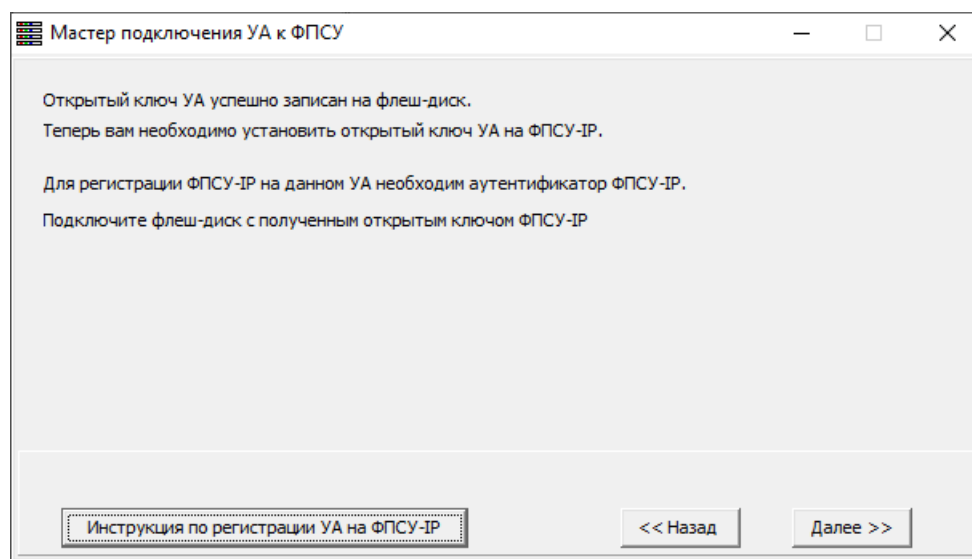 Мастер подключения УА к ФПСУ
Открытый ключ УА успешно записан на флеш-диск.
Теперь вам необходимо установить открытый ключ УА на ФПСУ-IP.
Для регистрации ФПСУ-IP на данном УА необходим аутентификатор ФПСУ-IP.
Подключите флеш-диск с полученным открытым ключом ФПСУ-IP
Инструкция по регистрации УА на ФПСУ-IP
<< Назад
Далее >>